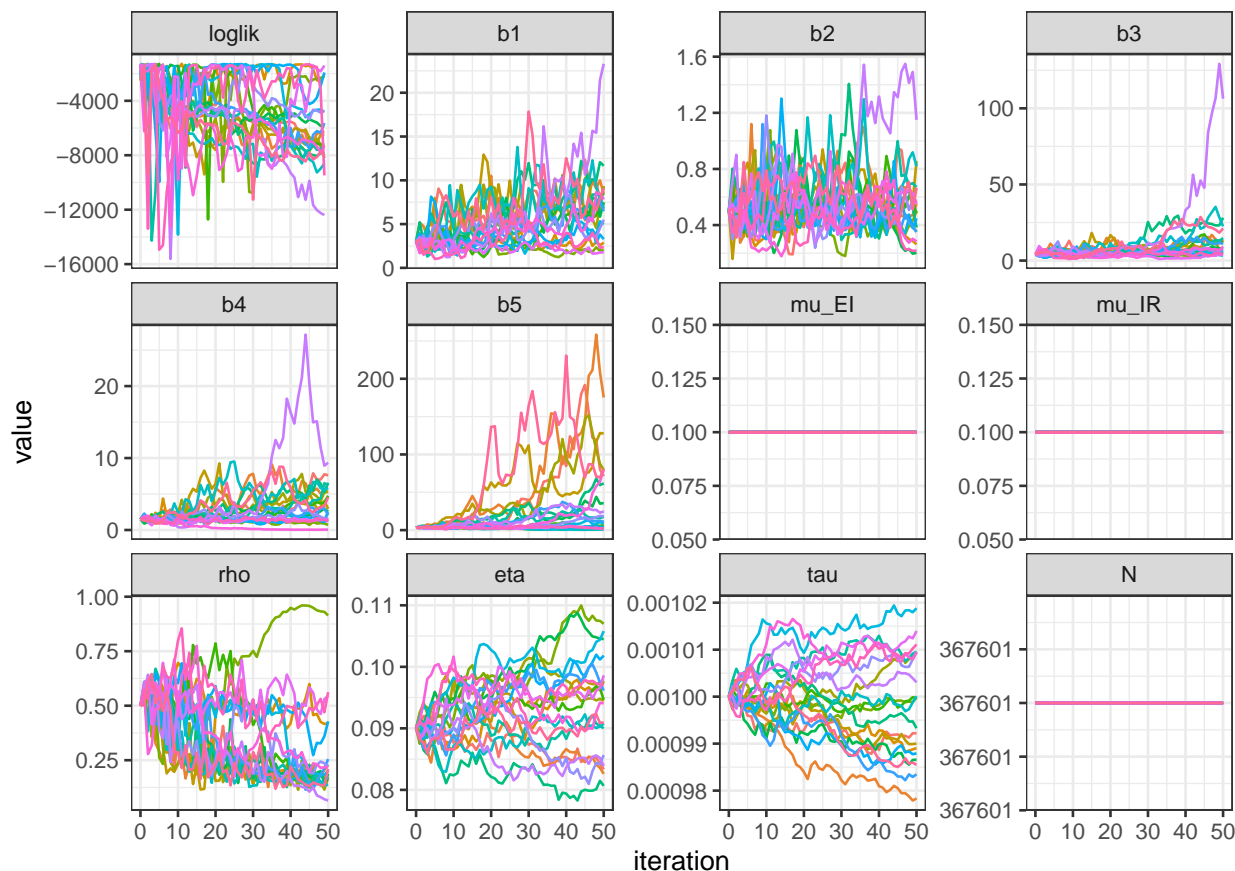 loglik b1 b2 b3
−4000 −8000 −12000 −16000
0 5 10 15 20
0.4 0.8 1.2 1.6
0 50 100
b4 b5 mu_EI mu_IR
0 10 20
0 100 200
0.050 0.075 0.100 0.125 0.150
0.050 0.075 0.100 0.125 0.150
rho eta tau N
0.25 0.50 0.75 1.00
0.08 0.09 0.10 0.11
0.00098 0.00099 0.00100 0.00101 0.00102
367601 367601 367601 367601
0 10 20 30 40 50 0 10 20 30 40 50 0 10 20 30 40 50 0 10 20 30 40 50
iteration
value